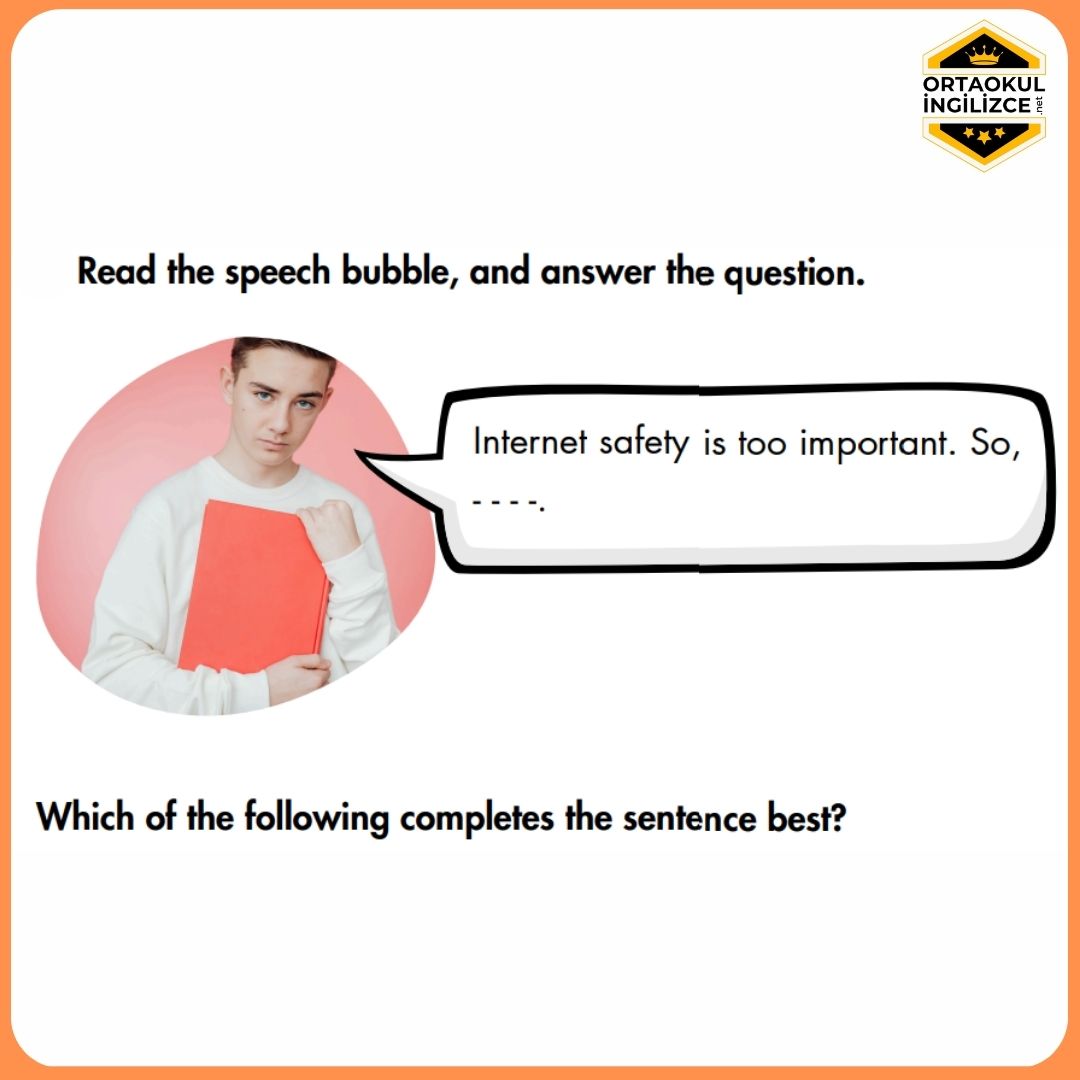 ORTAOKUL
İNGİLİZCE .net
Read the speech bubble, and answer the question.
Internet safety is too important. So,
- - - -.
Which of the following completes the sentence best?